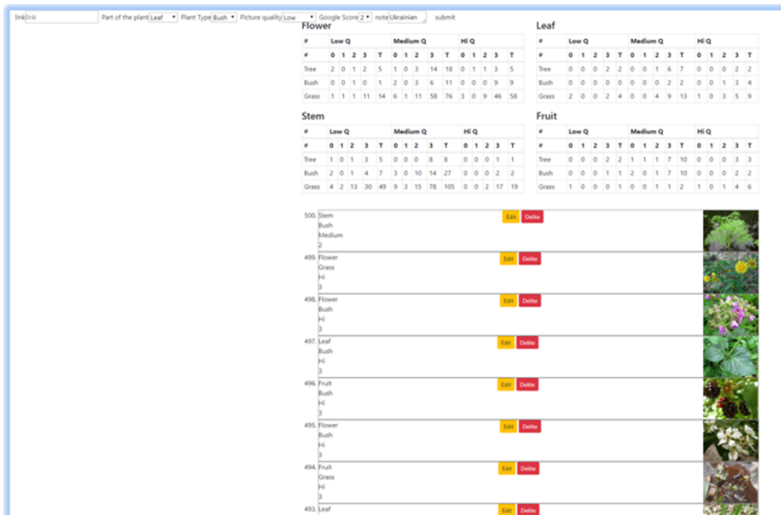 link link Part of the plant Leaf Plant Type Bush Picture quality Low Google Score 2 note Ukrainian submit
Flower
# Low Q Medium Q Hi Q
# 0 1 2 3 T 0 1 2 3 T 0 1 2 3 T
Tree 2 0 1 2 5 1 0 3 14 18 0 1 1 3 5
Bush 0 0 1 0 1 2 0 3 6 11 0 0 0 9 9
Grass 1 1 1 11 14 6 1 11 58 76 3 0 9 46 58
Leaf
# Low Q Medium Q Hi Q
# 0 1 2 3 T 0 1 2 3 T 0 1 2 3 T
Tree 0 0 0 2 2 0 0 1 6 7 0 0 0 2 2
Bush 0 0 0 0 0 0 0 0 2 2 0 0 1 3 4
Grass 2 0 0 2 4 0 0 4 9 13 1 0 3 5 9
Stem
# Low Q Medium Q Hi Q
# 0 1 2 3 T 0 1 2 3 T 0 1 2 3 T
Tree 1 0 1 3 5 0 0 0 8 8 0 0 0 1 1
Bush 2 0 1 4 7 3 0 10 14 27 0 0 0 2 2
Grass 4 2 13 30 49 9 3 15 78 105 0 0 2 17 19
Fruit
# Low Q Medium Q Hi Q
# 0 1 2 3 T 0 1 2 3 T 0 1 2 3 T
Tree 0 0 0 2 2 1 1 1 7 10 0 0 0 3 3
Bush 0 0 0 1 1 2 0 1 7 10 0 0 0 2 2
Grass 1 0 0 0 1 0 0 1 1 2 1 0 1 4 6
500. Stem Edit Delite
Bush
Medium
2
499. Flower Edit Delite
Grass
Hi
3
498. Flower Edit Delite
Bush
Hi
3
497. Leaf Edit Delite
Bush
Hi
3
496. Fruit Edit Delite
Bush
Hi
3
495. Flower Edit Delite
Bush
Hi
3
494. Fruit Edit Delite
Grass
Hi
3
493. Leaf Edit Delite